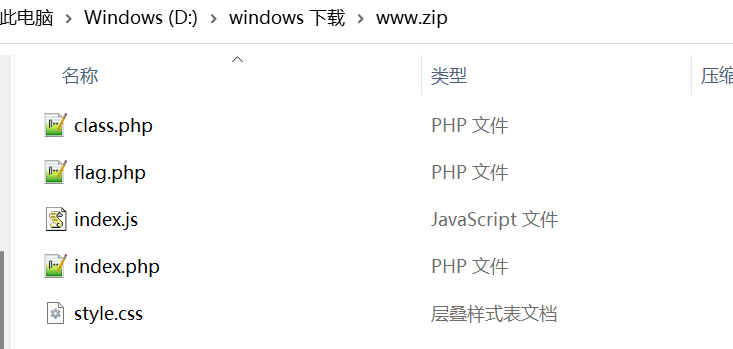 此电脑 > Windows (D:) > windows 下载 > www.zip
名称 类型 压缩
class.php PHP 文件
flag.php PHP 文件
index.js JavaScript 文件
index.php PHP 文件
style.css 层叠样式表文档